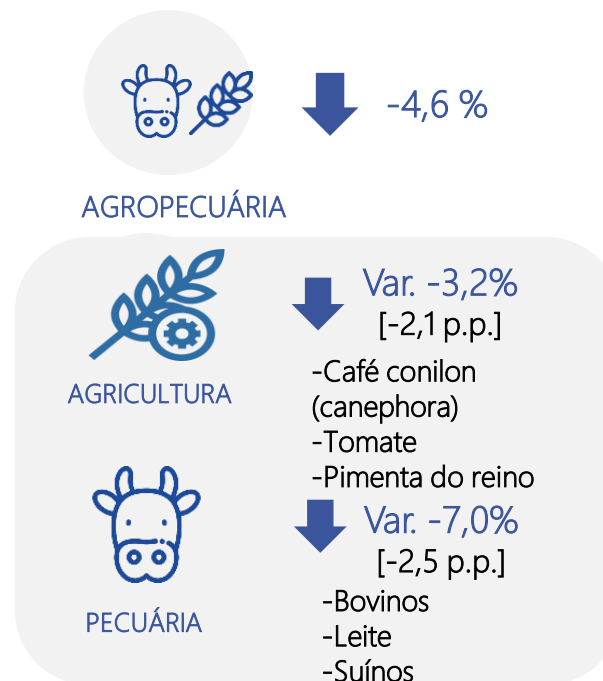 -4,6 %
AGROPECUÁRIA
Var. -3,2%
[-2,1 p.p.]
AGRICULTURA
-Café conilon
(canephora)
-Tomate
-Pimenta do reino
Var. -7,0%
[-2,5 p.p.]
PECUÁRIA
-Bovinos
-Leite
-Suínos